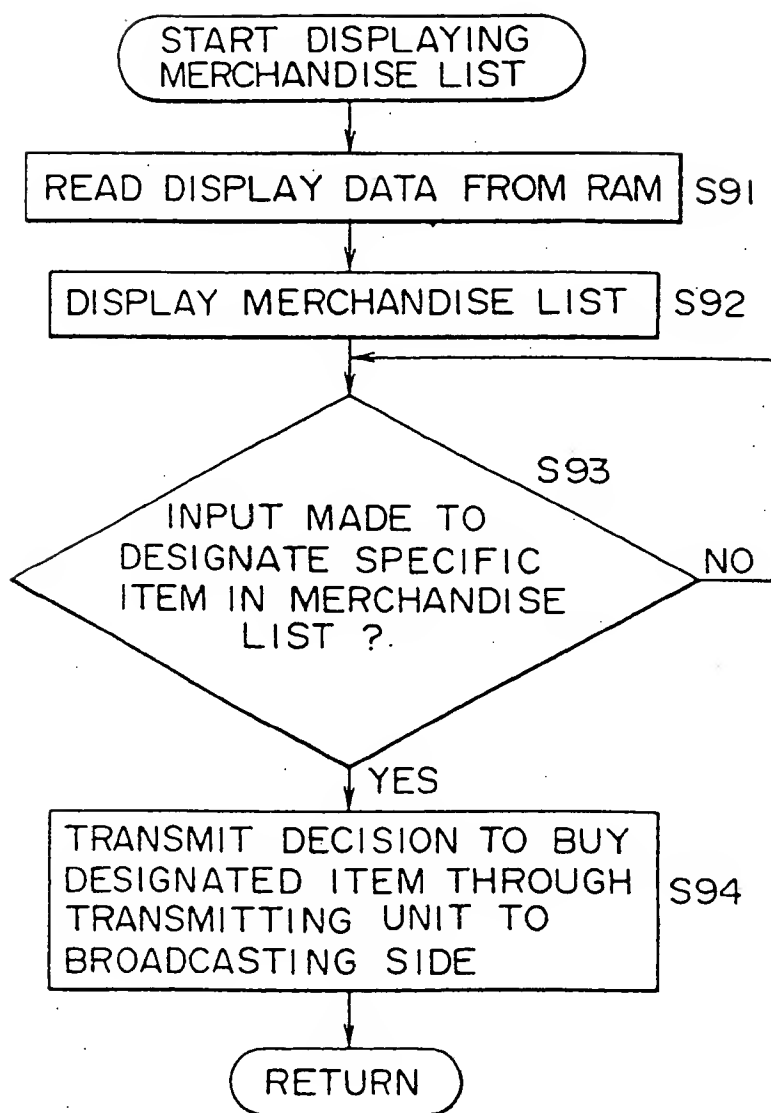 START DISPLAYING
MERCHANDISE LIST
READ DISPLAY DATA FROM RAM
S91
DISPLAY MERCHANDISE LIST
S92
S93
INPUT MADE TO
DESIGNATE SPECIFIC
ITEM IN MERCHANDISE
LIST ?
NO
YES
TRANSMIT DECISION TO BUY
DESIGNATED ITEM THROUGH
TRANSMITTING UNIT TO
BROADCASTING SIDE
S94
RETURN